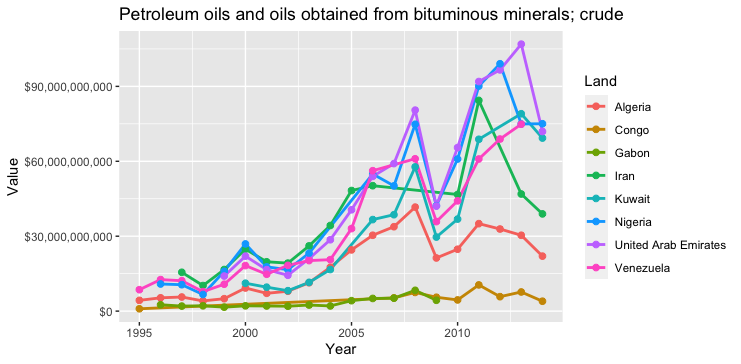 Petroleum oils and oils obtained from bituminous minerals; crude
Value
$90,000,000,000
$60,000,000,000
$30,000,000,000
$0
1995
2000
2005
2010
Year
Land
Algeria
Congo
Gabon
Iran
Kuwait
Nigeria
United Arab Emirates
Venezuela